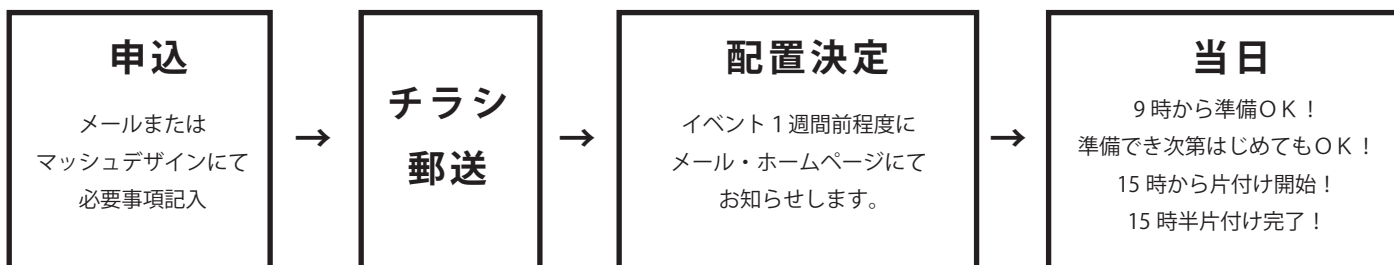 申込
メールまたは
マッシュデザインにて
必要事項記入
→
チラシ
郵送
→
配置決定
イベント1週間前程度に
メール・ホームページにて
お知らせします。
→
当日
9時から準備ＯＫ！
準備でき次第はじめてもＯＫ！
15時から片付け開始！
15時半片付け完了！